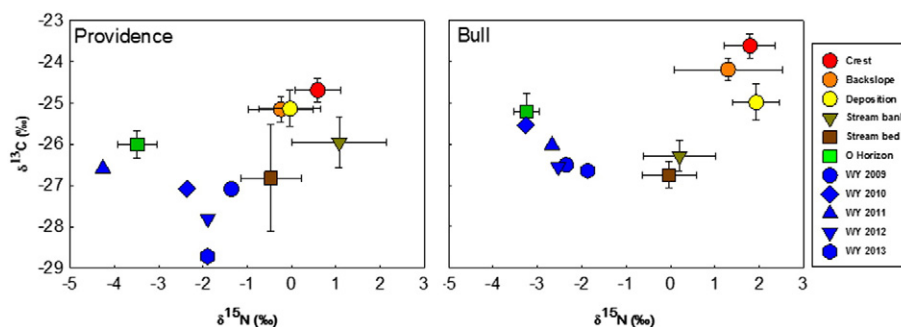 -23
-24
-25
-26
-27
-28
-29
δ13C (‰)
Providence
-5 -4 -3 -2 -1 0 1 2 3
δ15N (‰)
Bull
-5 -4 -3 -2 -1 0 1 2 3
δ15N (‰)
Crest
Backslope
Deposition
Stream bank
Stream bed
O Horizon
WY 2009
WY 2010
WY 2011
WY 2012
WY 2013